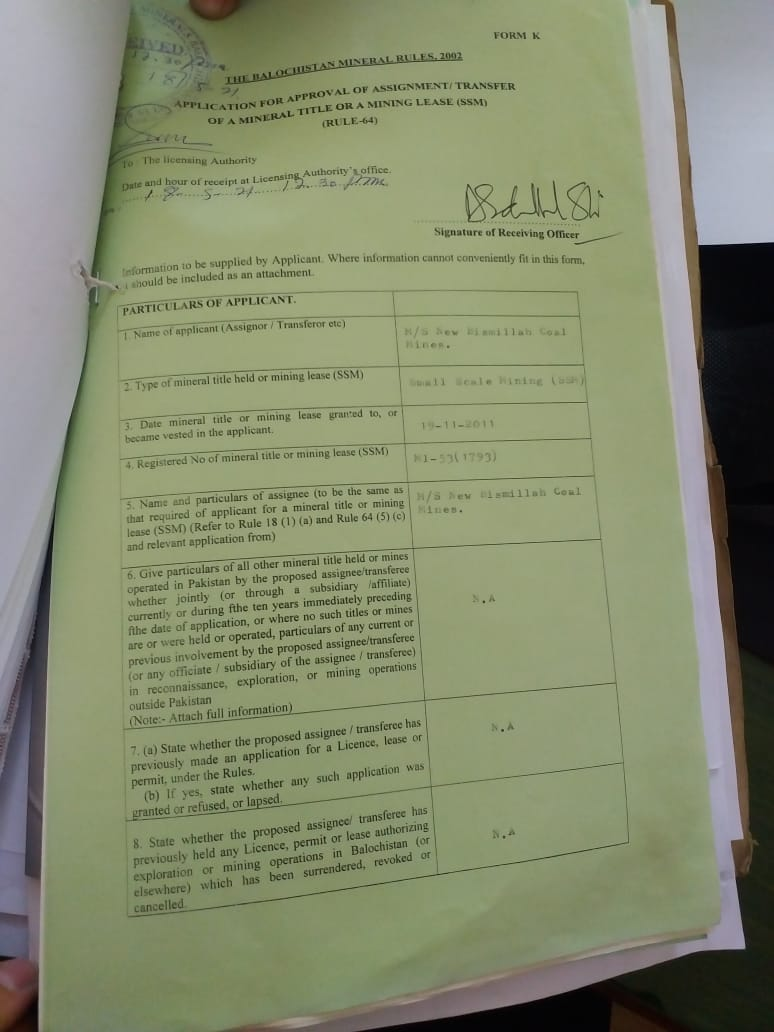 FORM K
THE BALOCHISTAN MINERAL RULES, 2002
APPLICATION FOR APPROVAL OF ASSIGNMENT/ TRANSFER
OF A MINERAL TITLE OR A MINING LEASE (SSM)
(RULE-64)
To The licensing Authority
Date and hour of receipt at Licensing Authority's office.
18-5-21 12.30 P.M.
Signature of Receiving Officer
Information to be supplied by Applicant. Where information cannot conveniently fit in this form,
should be included as an attachment.
PARTICULARS OF APPLICANT.
1. Name of applicant (Assignor / Transferor etc)
M/S New Bismillah Coal
Mines.
2. Type of mineral title held or mining lease (SSM)
Small Scale Mining (SSM)
3. Date mineral title or mining lease granted to, or
became vested in the applicant.
19-11-2011
4. Registered No of mineral title or mining lease (SSM)
ML-53(1793)
5. Name and particulars of assignee (to be the same as
that required of applicant for a mineral title or mining
lease (SSM) (Refer to Rule 18 (1) (a) and Rule 64 (5) (c)
and relevant application from)
M/S New Bismillah Coal
Mines.
6. Give particulars of all other mineral title held or mines
operated in Pakistan by the proposed assignee/transferee
whether jointly (or through a subsidiary /affiliate)
currently or during fthe ten years immediately preceding
fthe date of application, or where no such titles or mines
are or were held or operated, particulars of any current or
previous involvement by the proposed assignee/transferee
(or any officiate / subsidiary of the assignee / transferee)
in reconnaissance, exploration, or mining operations
outside Pakistan
(Note:- Attach full information)
N.A
7. (a) State whether the proposed assignee / transferee has
previously made an application for a Licence, lease or
permit, under the Rules.
(b) If yes, state whether any such application was
granted or refused, or lapsed.
N.A
8. State whether the proposed assignee/ transferee has
previously held any Licence, permit or lease authorizing
exploration or mining operations in Balochistan (or
elsewhere) which has been surrendered, revoked or
cancelled.
N.A